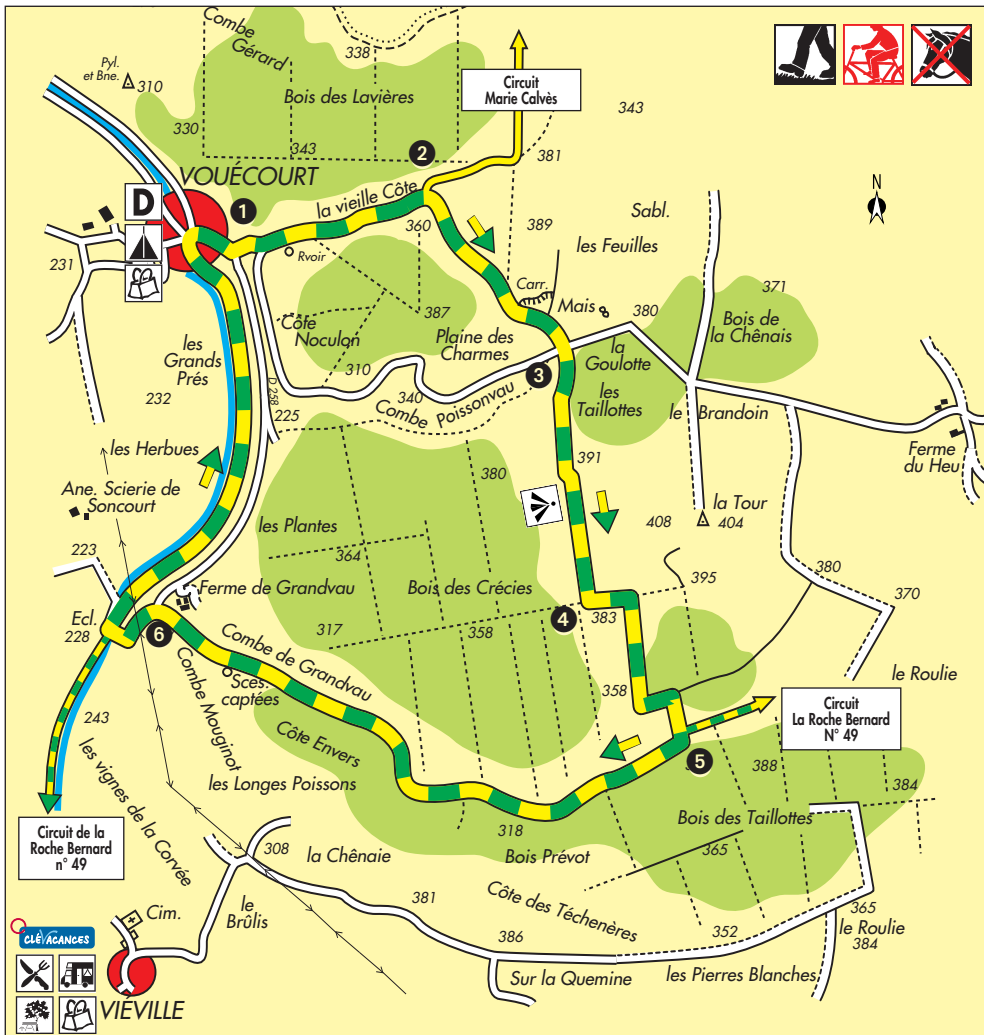 Combe
Gérard
338
Pyl.
et Bne.
310
Bois des Lavières
Circuit
Marie Calvès
330
343
343
2
381
VOUÉCOURT
D
1
la vieille Côte
360
389
Sabl.
les Feuilles
N
231
Rvoir
Carr.
Mais
380
371
Bois de
la Chênais
387
Côte
Noculon
Plaine des
Charmes
la
Goulotte
les
Grands
Prés
310
3
les
Taillottes
232
D 258
225
340
Combe Poissonvau
le Brandoin
Ferme
du Heu
les Herbues
391
380
Ane. Scierie de
Soncourt
la Tour
404
408
les Plantes
364
223
Bois des Crécies
395
380
370
Ferme de Grandvau
Ecl.
228
6
317
358
4
383
Combe de Grandvau
Combe Mouginot
Sces.
captées
358
le Roulie
243
Côte Envers
Circuit
La Roche Bernard
N° 49
5
les vignes de la Corvée
les Longes Poissons
388
384
Circuit de la
Roche Bernard
n° 49
318
Bois des Taillottes
308
la Chênaie
Bois Prévot
365
381
Côte des Téchenères
365
Cim.
le
Brûlis
352
le Roulie
384
386
CLÉVACANCES
Sur la Quemine
les Pierres Blanches
VIÉVILLE